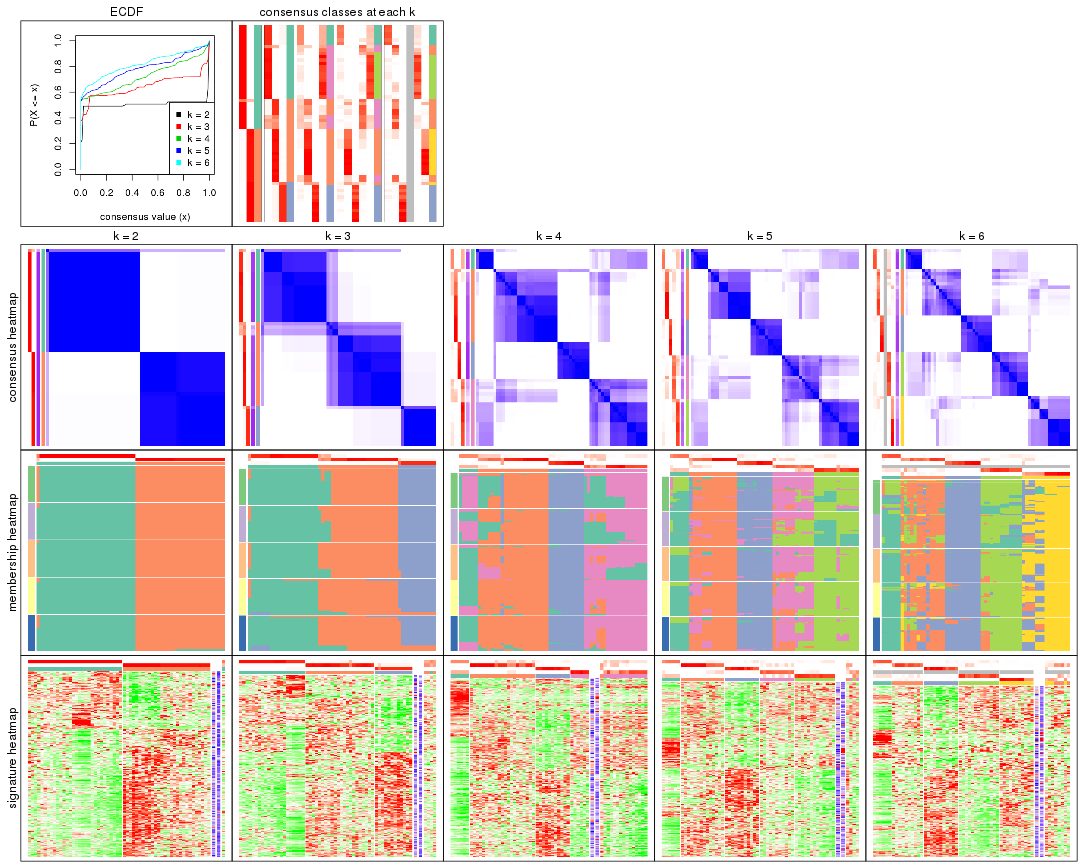 ECDF
consensus classes at each k
P(X <= x)
0.0 0.2 0.4 0.6 0.8 1.0
k = 2
k = 3
k = 4
k = 5
k = 6
0.0 0.2 0.4 0.6 0.8 1.0
consensus value (x)
k = 2
k = 3
k = 4
k = 5
k = 6
consensus heatmap
membership heatmap
signature heatmap